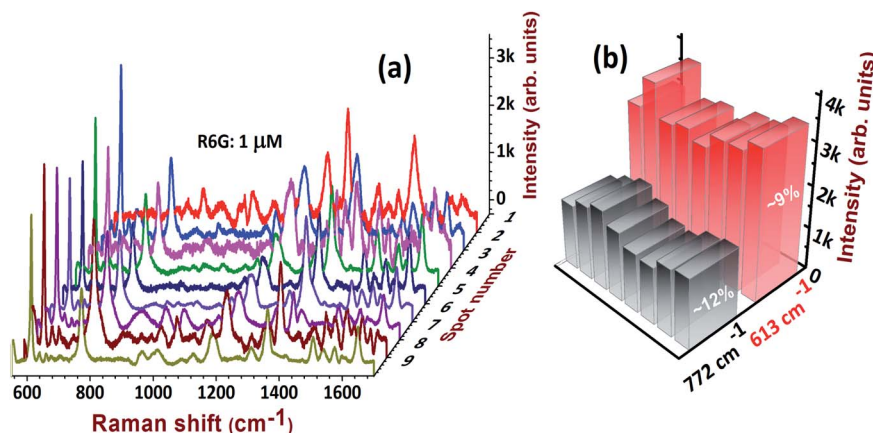 (a)
R6G: 1 µM
3k
2k
1k
0
Intensity (arb. units)
1
2
3
4
5
6
7
8
9
Spot number
600 800 1000 1200 1400 1600
Raman shift (cm-1)
(b)
4k
3k
2k
1k
0
Intensity (arb. units)
~9%
~12%
772 cm-1
613 cm-1